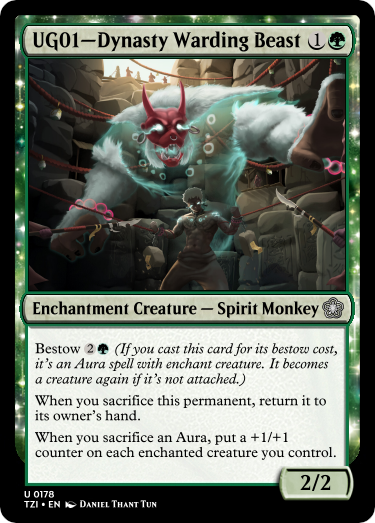 UG01—Dynasty Warding Beast 1
Enchantment Creature — Spirit Monkey
Bestow 2 (If you cast this card for its bestow cost,
it's an Aura spell with enchant creature. It becomes
a creature again if it's not attached.)
When you sacrifice this permanent, return it to
its owner's hand.
When you sacrifice an Aura, put a +1/+1
counter on each enchanted creature you control.
2/2
U 0178
TZI • EN Daniel Thant Tun